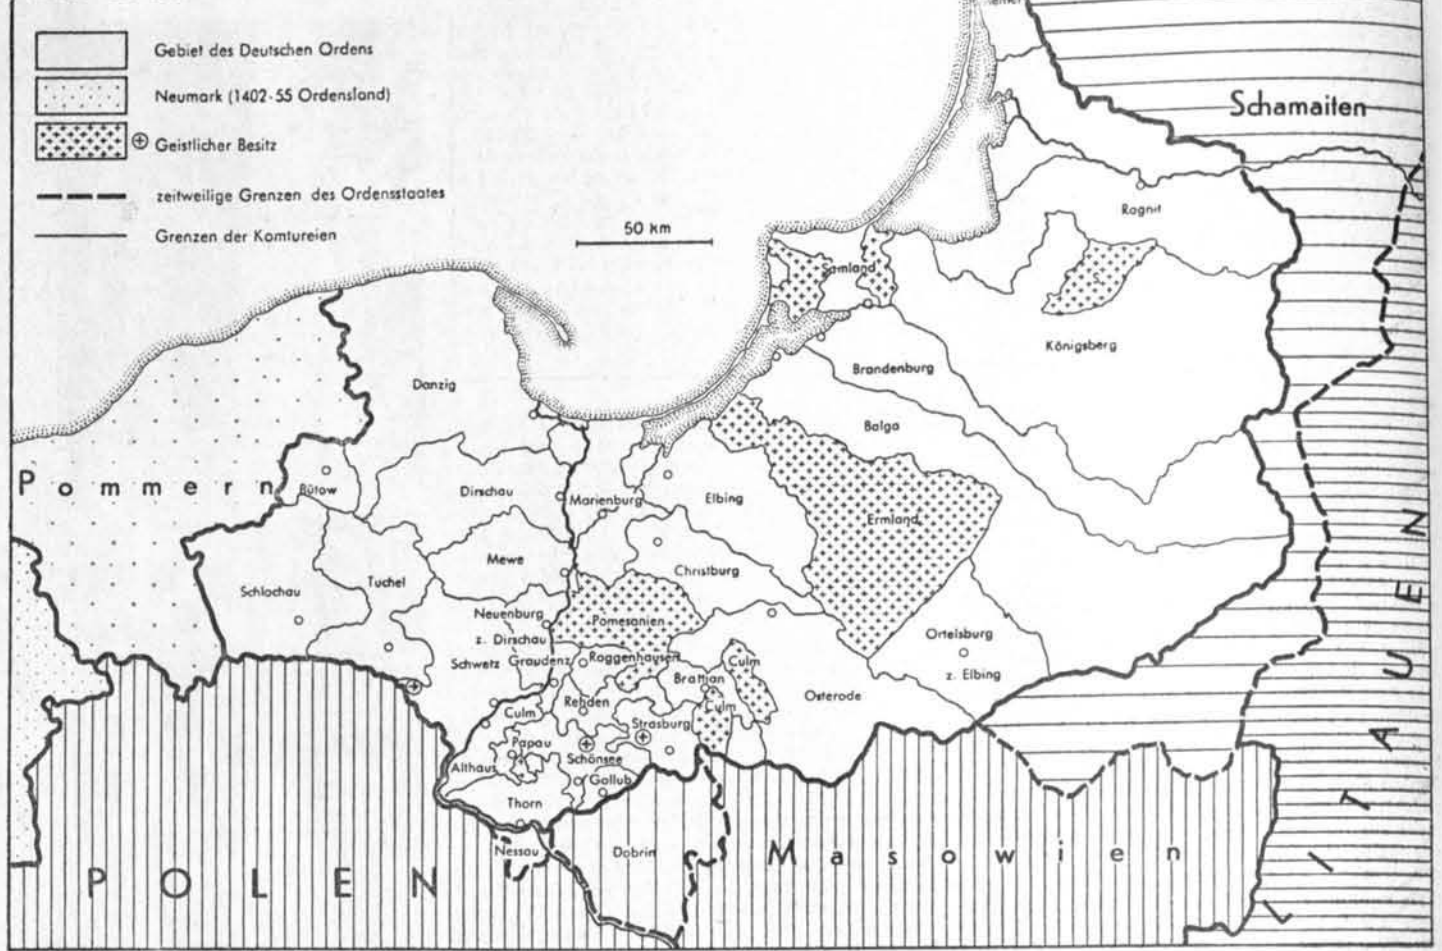 Gebiet des Deutschen Ordens
Neumark (1402-55 Ordensland)
Geistlicher Besitz
zeitweilige Grenzen des Ordensstaates
Grenzen der Komtureien
50 km
Schamaiten
Ragnit
Samland
Königsberg
Brandenburg
Danzig
Balga
Pommern
Bütow
Dirschau
Marienburg
Elbing
Ermland
Mewe
Christburg
Tuchel
Schlochau
Neuenburg
z. Dirschau
Pomesanien
Ortelsburg
z. Elbing
Schwetz
Graudenz
Roggenhausen
Culm
Brattian
Osterode
Culm
Rehden
Culm
Strasburg
Papau
Schönsee
Althaus
Gollub
Thorn
Nessau
Dobrin
POLEN
Masowien
LITAUEN